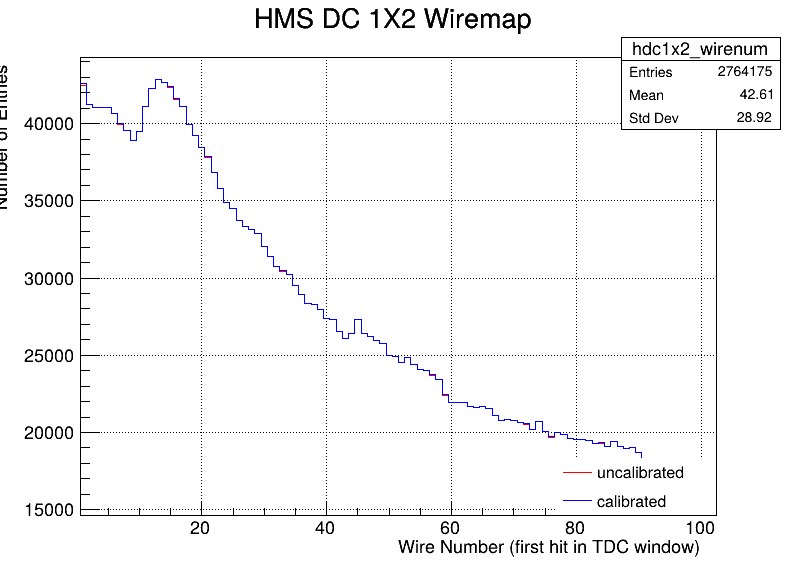 HMS DC 1X2 Wiremap
hdc1x2_wirenum
Entries 2764175
Mean 42.61
Std Dev 28.92
Number of Entries
40000
35000
30000
25000
20000
15000
uncalibrated
calibrated
20 40 60 80 100
Wire Number (first hit in TDC window)